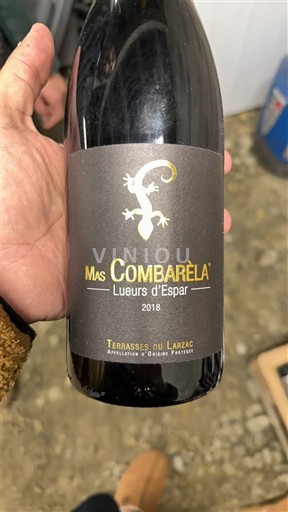 VINIOU
MAS COMBARÈLA®
LUEURS D'ESPAR
2018
TERRASSES DU LARZAC
APPELLATION D'ORIGINE PROTÉGÉE